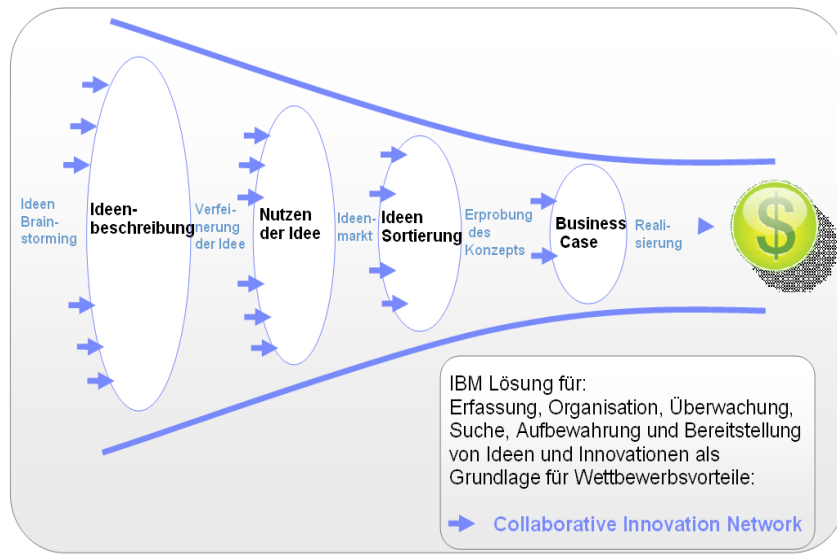 Ideen
Brain-
storming
Ideen-
beschreibung
Verfei-
nerung
der Idee
Nutzen
der Idee
Ideen-
markt
Ideen
Sortierung
Erprobung
des
Konzepts
Business
Case
Reali-
sierung
$
IBM Lösung für:
Erfassung, Organisation, Überwachung,
Suche, Aufbewahrung und Bereitstellung
von Ideen und Innovationen als
Grundlage für Wettbewerbsvorteile:
Collaborative Innovation Network